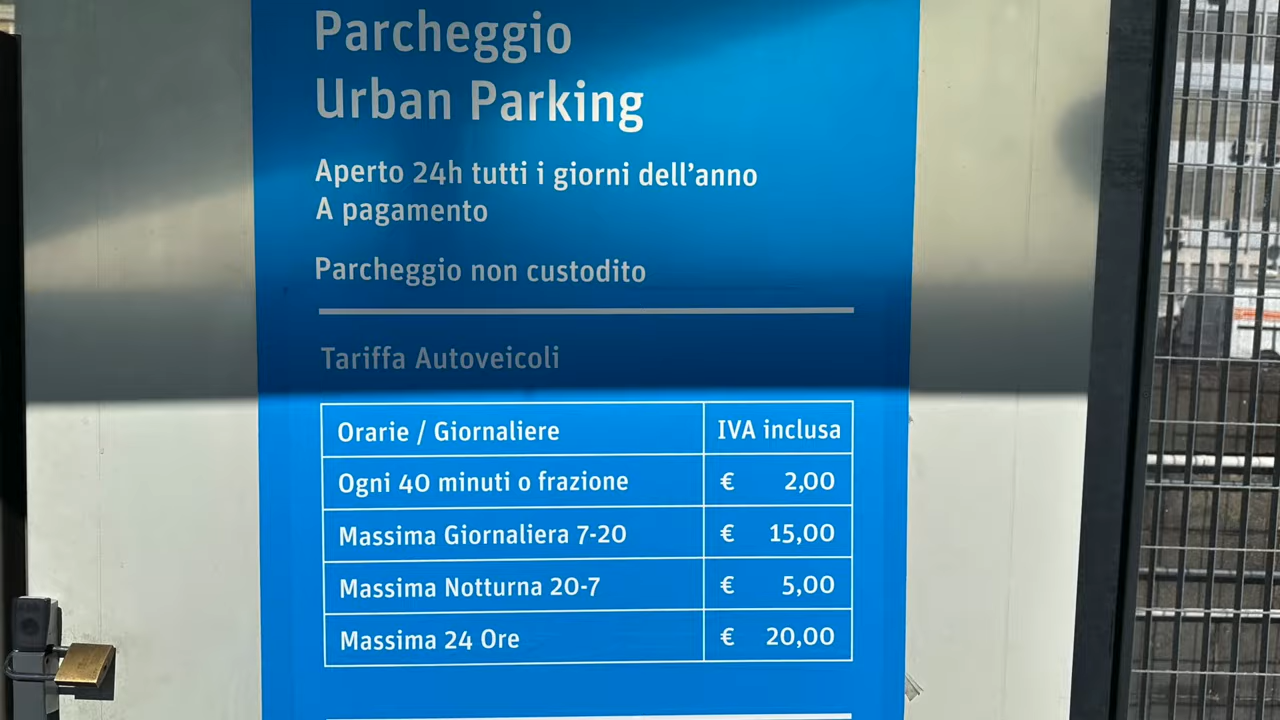 Parcheggio
Urban Parking
Aperto 24h tutti i giorni dell'anno
A pagamento
Parcheggio non custodito
Tariffa Autoveicoli
Orarie / Giornaliere IVA inclusa
Ogni 40 minuti o frazione € 2,00
Massima Giornaliera 7-20 € 15,00
Massima Notturna 20-7 € 5,00
Massima 24 Ore € 20,00